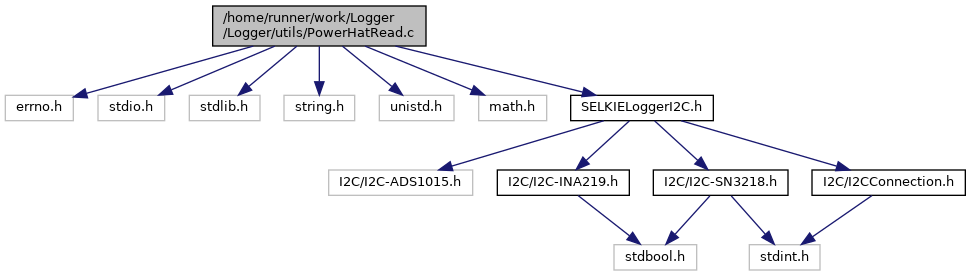 /home/runner/work/Logger
/Logger/utils/PowerHatRead.c
errno.h
stdio.h
stdlib.h
string.h
unistd.h
math.h
SELKIELoggerI2C.h
I2C/I2C-ADS1015.h
I2C/I2C-INA219.h
I2C/I2C-SN3218.h
I2C/I2CConnection.h
stdbool.h
stdint.h